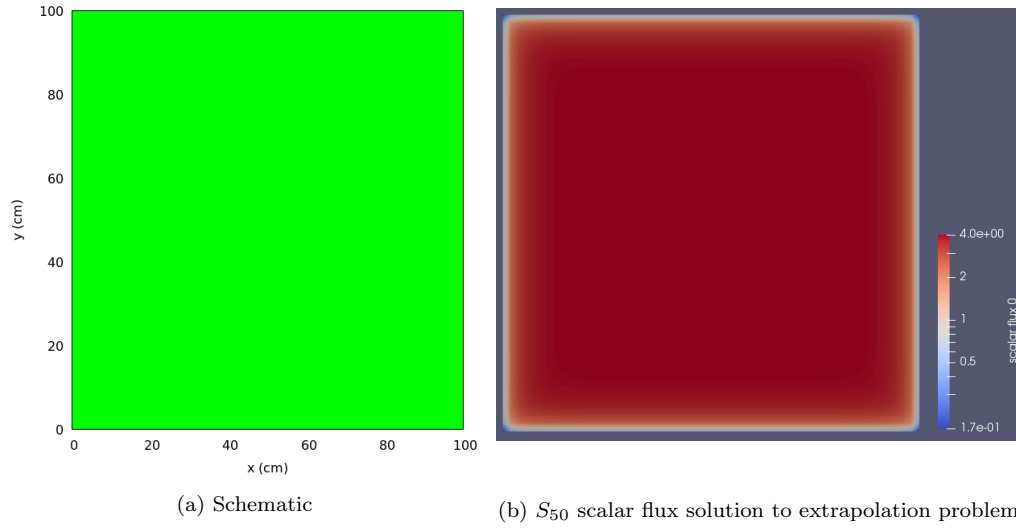 100
80
60
40
20
0
y (cm)
0 20 40 60 80 100
x (cm)
4.0e+00
2
1
0.5
1.7e-01
scalar flux 0
(a) Schematic
(b) S₅₀ scalar flux solution to extrapolation problem